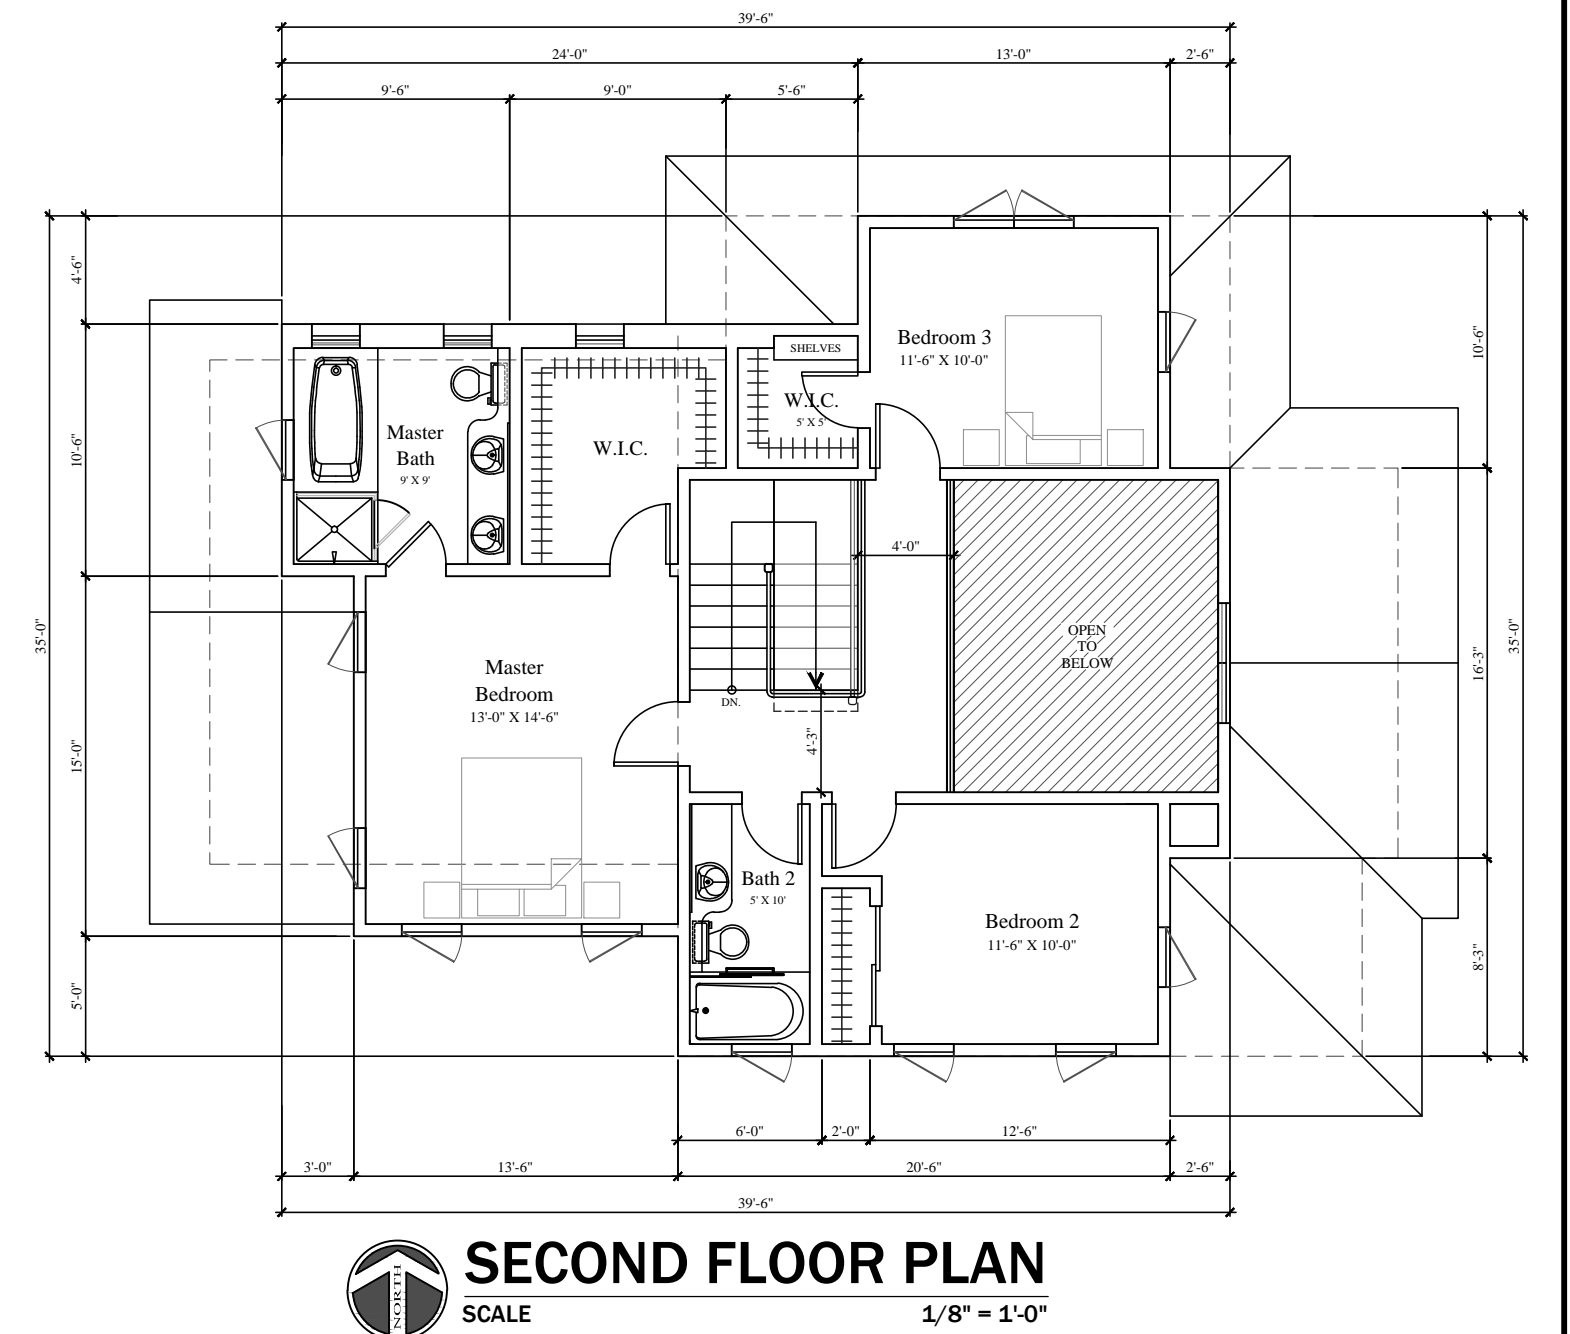 39'-6"
24'-0"
13'-0"
2'-6"
9'-6"
9'-0"
5'-6"
4'-6"
10'-6"
35'-0"
15'-0"
5'-0"
10'-6"
16'-3"
35'-0"
8'-3"
Bedroom 3
11'-6" X 10'-0"
SHELVES
W.I.C.
5' X 5'
Master
Bath
9' X 9'
W.I.C.
4'-0"
OPEN
TO
BELOW
Master
Bedroom
13'-0" X 14'-6"
DN.
4'-3"
Bath 2
5' X 10'
Bedroom 2
11'-6" X 10'-0"
6'-0"
2'-0"
12'-6"
3'-0"
13'-6"
20'-6"
2'-6"
39'-6"
NORTH
SECOND FLOOR PLAN
SCALE
1/8" = 1'-0"